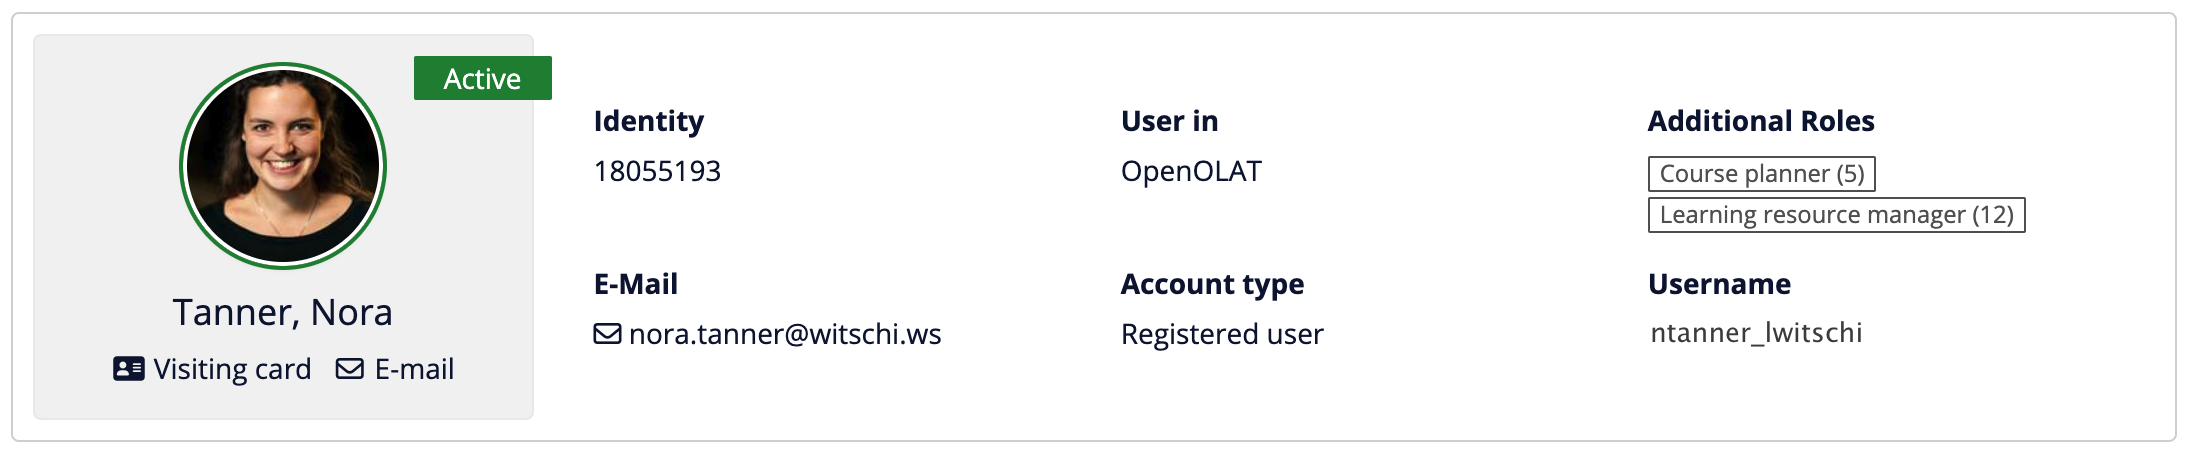 Active
Tanner, Nora
Visiting card E-mail
Identity
18055193
User in
OpenOLAT
Additional Roles
Course planner (5)
Learning resource manager (12)
E-Mail
nora.tanner@witschi.ws
Account type
Registered user
Username
ntanner_lwitschi